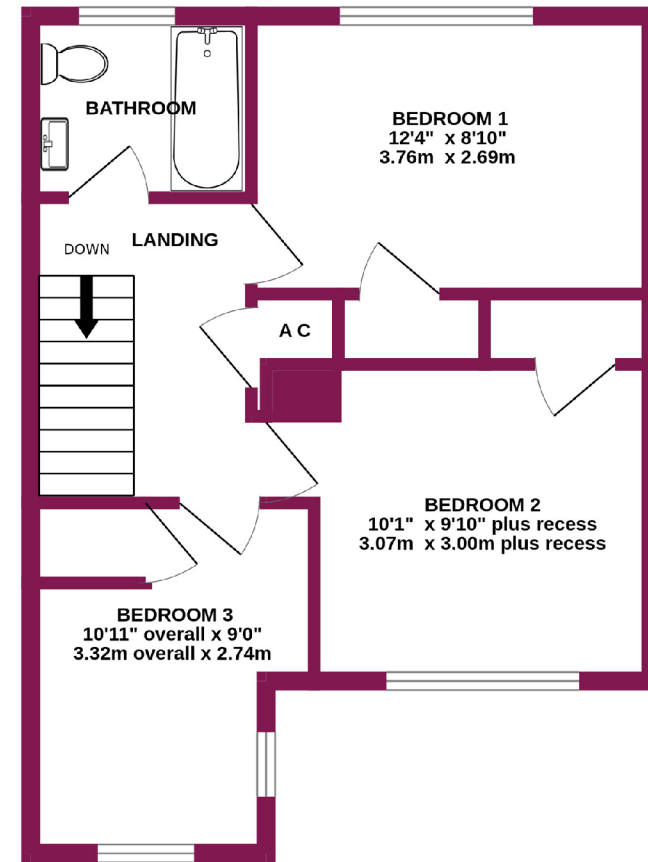 BATHROOM
BEDROOM 1
12'4"  x 8'10"
3.76m  x 2.69m
DOWN
LANDING
A C
BEDROOM 2
10'1"  x 9'10" plus recess
3.07m  x 3.00m plus recess
BEDROOM 3
10'11" overall x 9'0"
3.32m overall x 2.74m